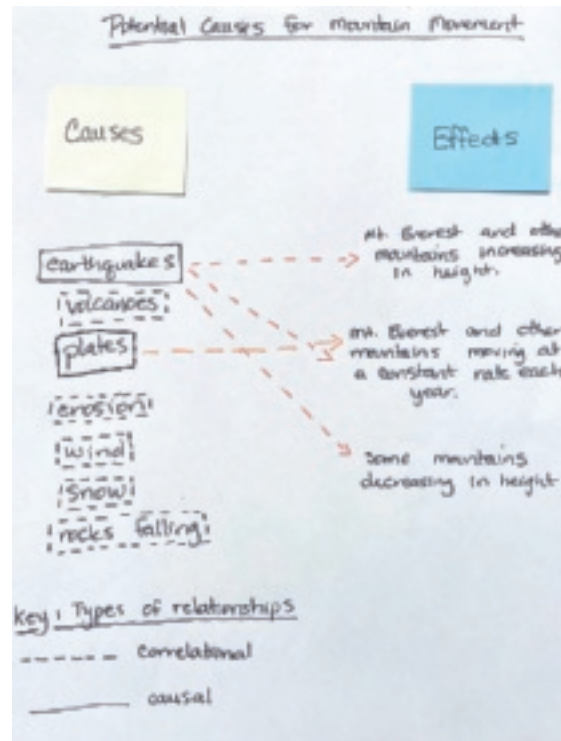 Potential Causes for Mountain Movement
Causes
Effects
earthquakes
volcanoes
plates
erosion
wind
snow
rocks falling
Mt. Everest and othe
mountains increasing
in height.
Mt. Everest and other
mountains moving at
a constant rate each
year.
Some mountains
decreasing in height
Key: Types of relationships
correlational
causal